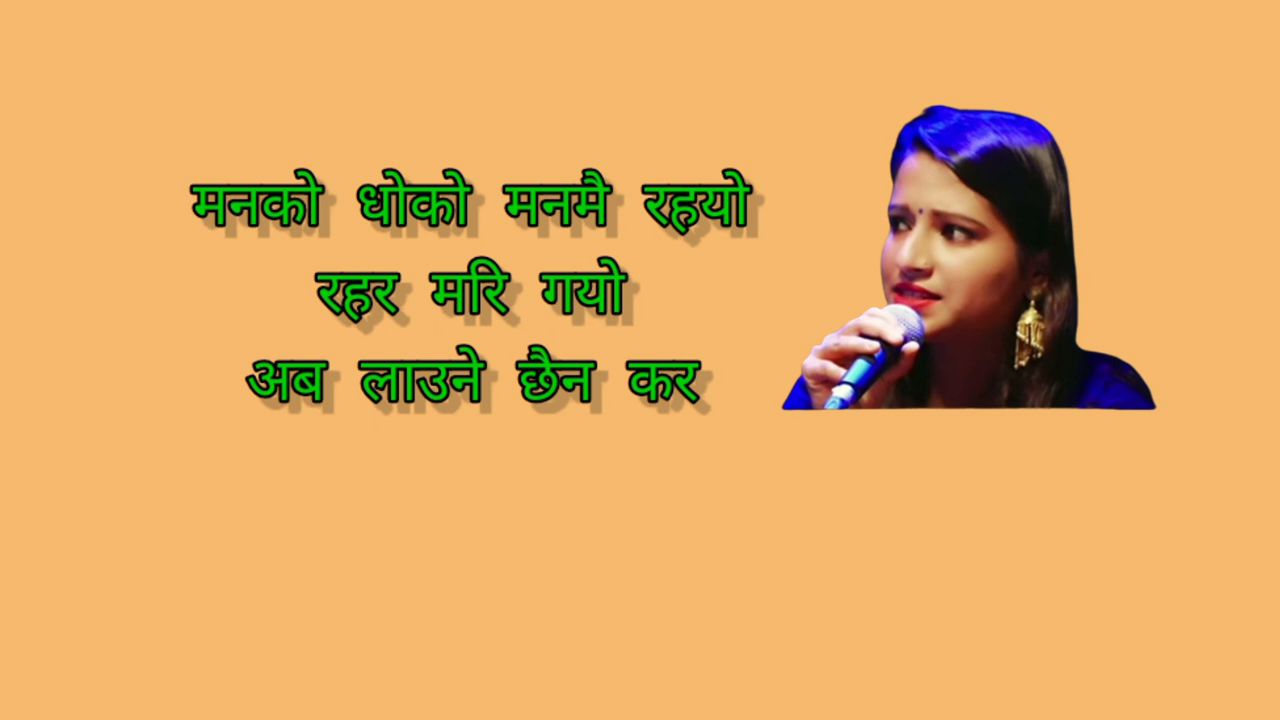 मनको धोको मनमै रहयो
रहर मरि गयो
अब लाउने छैन कर